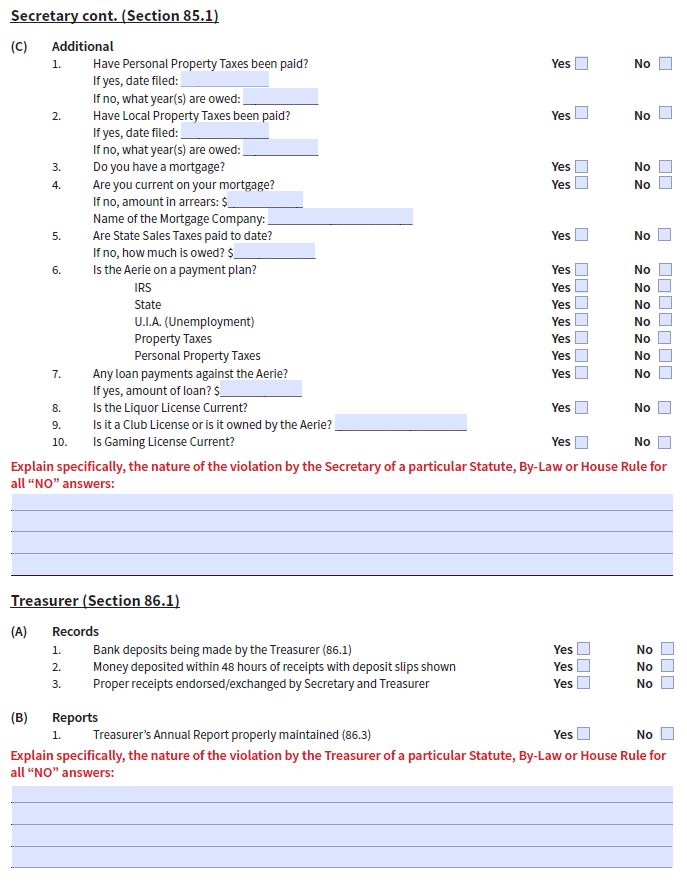 Secretary cont. (Section 85.1)
(C) Additional
1. Have Personal Property Taxes been paid? Yes No
If yes, date filed:
If no, what year(s) are owed:
2. Have Local Property Taxes been paid? Yes No
If yes, date filed:
If no, what year(s) are owed:
3. Do you have a mortgage? Yes No
4. Are you current on your mortgage? Yes No
If no, amount in arrears: $
Name of the Mortgage Company:
5. Are State Sales Taxes paid to date? Yes No
If no, how much is owed? $
6. Is the Aerie on a payment plan? Yes No
IRS Yes No
State Yes No
U.I.A. (Unemployment) Yes No
Property Taxes Yes No
Personal Property Taxes Yes No
7. Any loan payments against the Aerie? Yes No
If yes, amount of loan? $
8. Is the Liquor License Current? Yes No
9. Is it a Club License or is it owned by the Aerie?
10. Is Gaming License Current? Yes No
Explain specifically, the nature of the violation by the Secretary of a particular Statute, By-Law or House Rule for
all “NO” answers:
Treasurer (Section 86.1)
(A) Records
1. Bank deposits being made by the Treasurer (86.1) Yes No
2. Money deposited within 48 hours of receipts with deposit slips shown Yes No
3. Proper receipts endorsed/exchanged by Secretary and Treasurer Yes No
(B) Reports
1. Treasurer’s Annual Report properly maintained (86.3) Yes No
Explain specifically, the nature of the violation by the Treasurer of a particular Statute, By-Law or House Rule for
all “NO” answers: